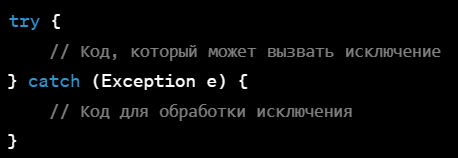 try {
    // Код, который может вызвать исключение
} catch (Exception e) {
    // Код для обработки исключения
}